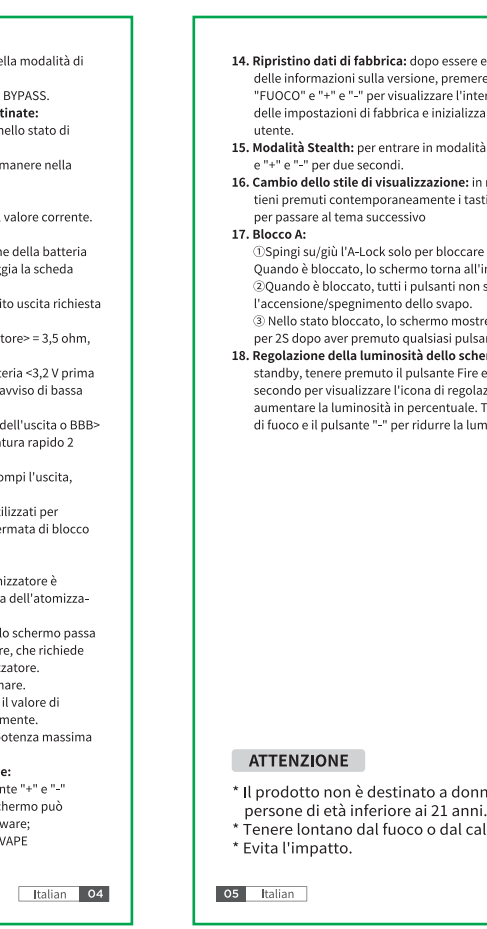 ella modalità di
BYPASS.
tinate:
nello stato di
manere nella
valore corrente.
ne della batteria
gia la scheda
ito uscita richiesta
tore> = 3,5 ohm,
teria <3,2 V prima
avviso di bassa
dell'uscita o BBB>
tura rapido 2
ompi l'uscita,
ilizzati per
ermata di blocco
nizzatore è
a dell'atomizza-
lo schermo passa
re, che richiede
zzatore.
nare.
il valore di
mente.
potenza massima
e:
nte "+" e "-"
chermo può
ware;
VAPE
Italian 04
14. Ripristino dati di fabbrica: dopo essere e
delle informazioni sulla versione, premere
"FUOCO" e "+" e "-" per visualizzare l'inter
delle impostazioni di fabbrica e inizializza
utente.
15. Modalità Stealth: per entrare in modalità
e "+" e "-" per due secondi.
16. Cambio dello stile di visualizzazione: in
tieni premuti contemporaneamente i tasti
per passare al tema successivo
17. Blocco A:
①Spingi su/giù l'A-Lock solo per bloccare
Quando è bloccato, lo schermo torna all'i
②Quando è bloccato, tutti i pulsanti non s
l'accensione/spegnimento dello svapo.
③ Nello stato bloccato, lo schermo mostre
per 2S dopo aver premuto qualsiasi pulsa
18. Regolazione della luminosità dello scher
standby, tenere premuto il pulsante Fire e
secondo per visualizzare l'icona di regolaz
aumentare la luminosità in percentuale. T
di fuoco e il pulsante "-" per ridurre la lum
ATTENZIONE
* Il prodotto non è destinato a donn
persone di età inferiore ai 21 anni.
* Tenere lontano dal fuoco o dal cal
* Evita l'impatto.
05 Italian